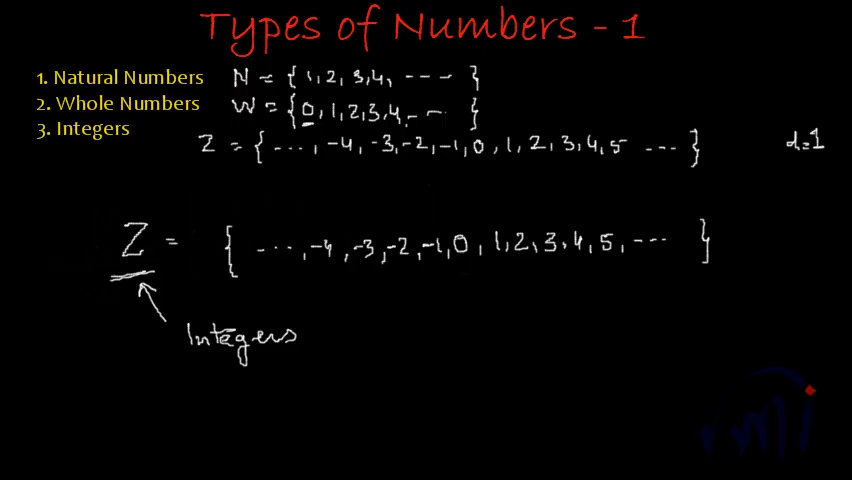 Types of Numbers - 1
1. Natural Numbers N = { 1, 2, 3, 4, ---- }
2. Whole Numbers W = { 0, 1, 2, 3, 4, -- -- }
3. Integers
Z = { ..., -4, -3, -2, -1, 0, 1, 2, 3, 4, 5 ---- } d=1
Z = { ...., -4, -3, -2, -1, 0, 1, 2, 3, 4, 5, ---- }
Integers
vmi